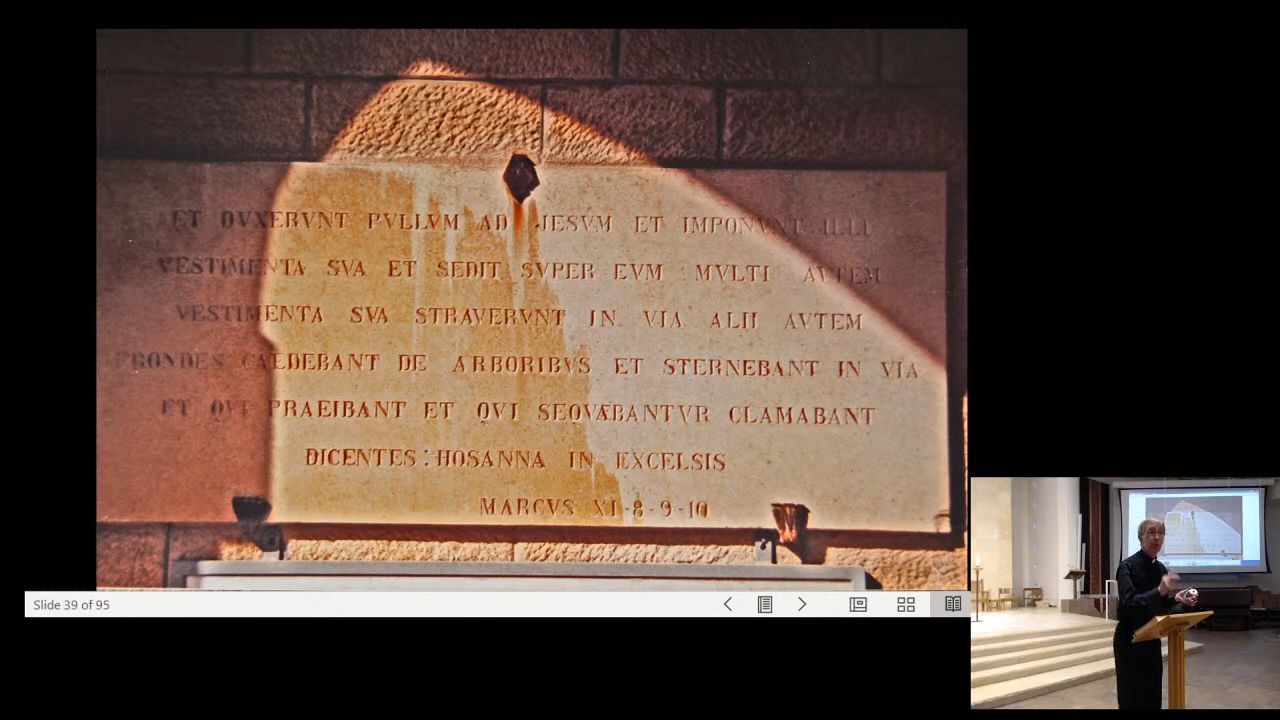 ET DVXERVNT PVLLVM AD JESVM ET IMPONVNT ILLI
VESTIMENTA SVA ET SEDIT SVPER EVM : MVLTI AVTEM
VESTIMENTA SVA STRAVERVNT IN VIA ALII AVTEM
FRONDES CAEDEBANT DE ARBORIBVS ET STERNEBANT IN VIA
ET QVI PRAEIBANT ET QVI SEQVÆBANTVR CLAMABANT
DICENTES : HOSANNA IN EXCELSIS
MARCVS XI-8-9-10
Slide 39 of 95